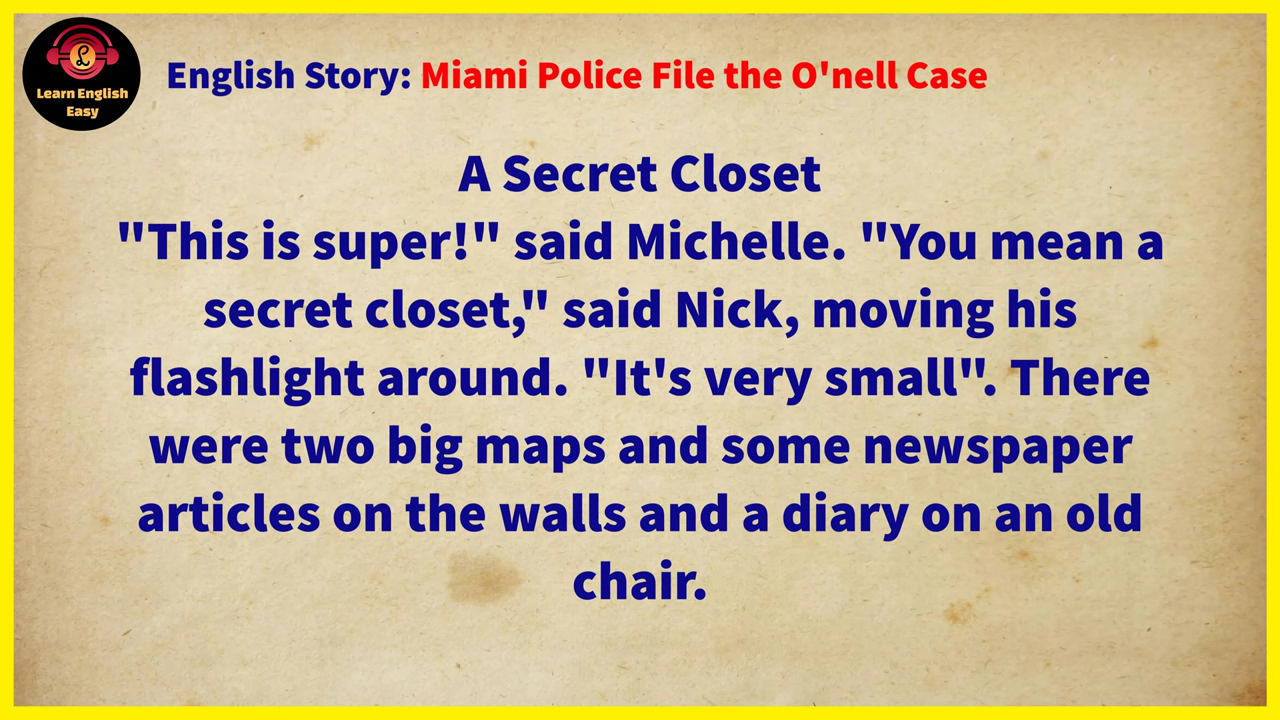 Learn English
Easy
English Story: Miami Police File the O'nell Case
A Secret Closet
"This is super!" said Michelle. "You mean a
secret closet," said Nick, moving his
flashlight around. "It's very small". There
were two big maps and some newspaper
articles on the walls and a diary on an old
chair.